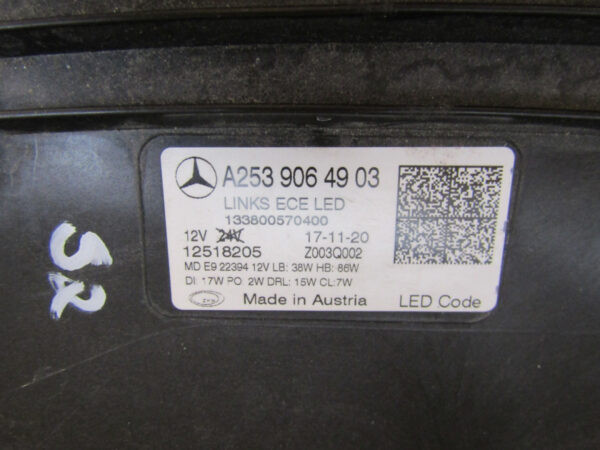 A253 906 49 03
LINKS ECE LED
133800570400
12V 24V 17-11-20
12518205 Z003Q002
MD E9 22394 12V LB: 38W HB: 86W
DI: 17W PO: 2W DRL: 15W CL:7W
Made in Austria LED Code